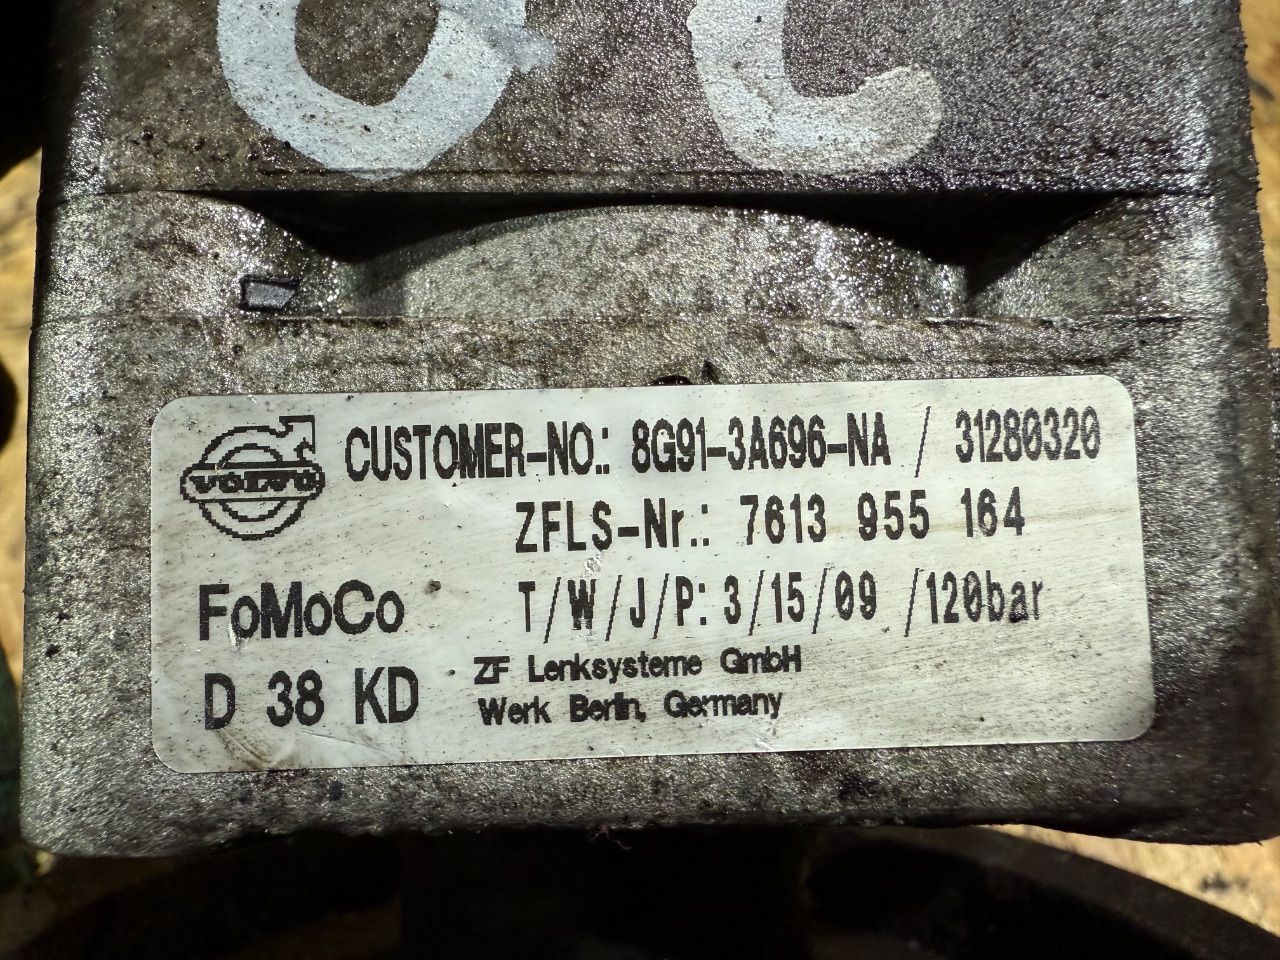 VOLVO
CUSTOMER-NO.: 8G91-3A696-NA / 31280320
ZFLS-Nr.: 7613 955 164
FoMoCo
T/W/J/P: 3/15/09 /120bar
D 38 KD
ZF Lenksysteme GmbH
Werk Berlin, Germany